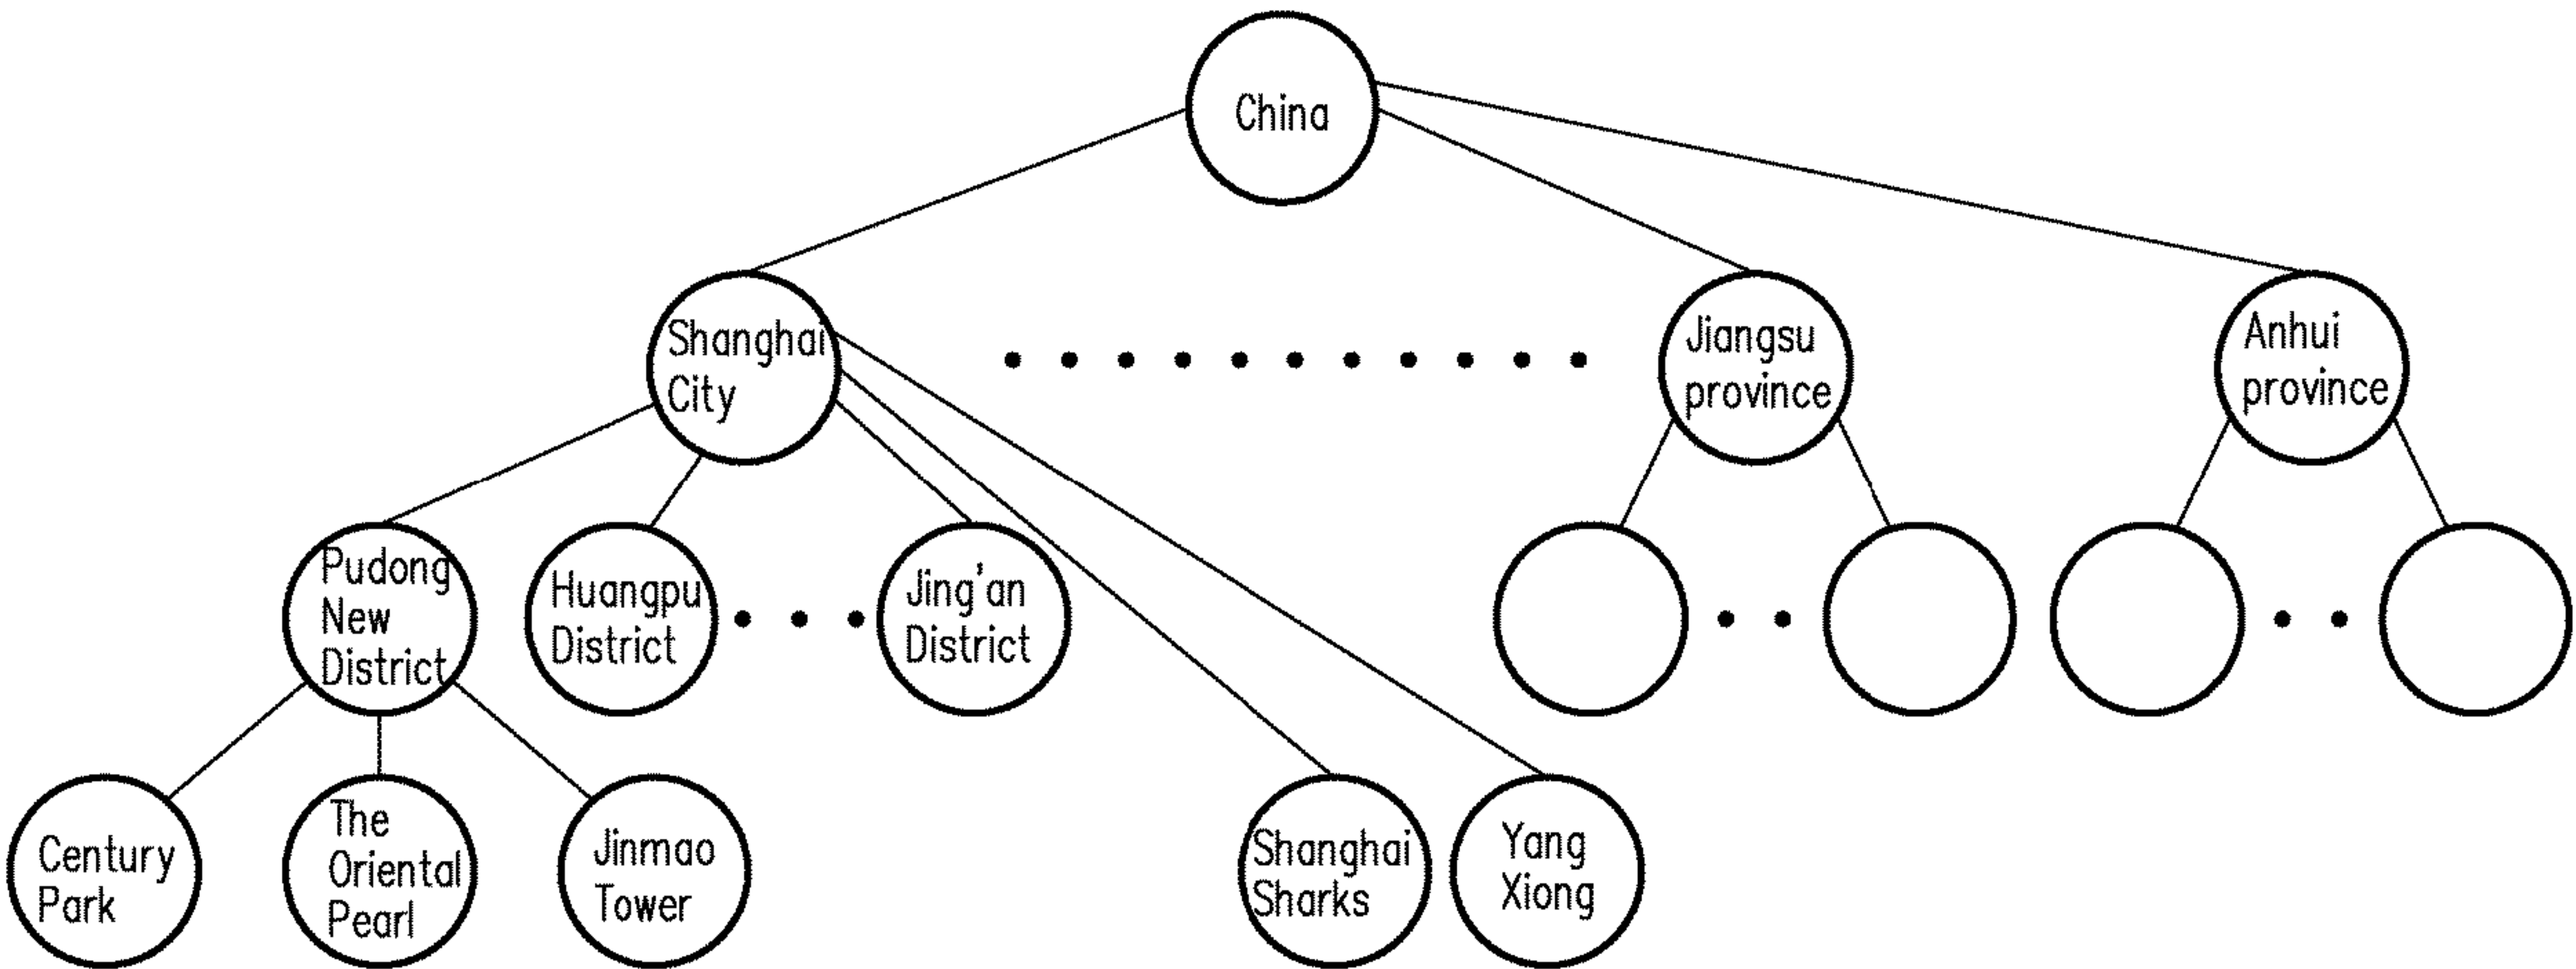 China
Shanghai
City
Jiangsu
province
Anhui
province
Pudong
New
District
Huangpu
District
Jing'an
District
Century
Park
The
Oriental
Pearl
Jinmao
Tower
Shanghai
Sharks
Yang
Xiong